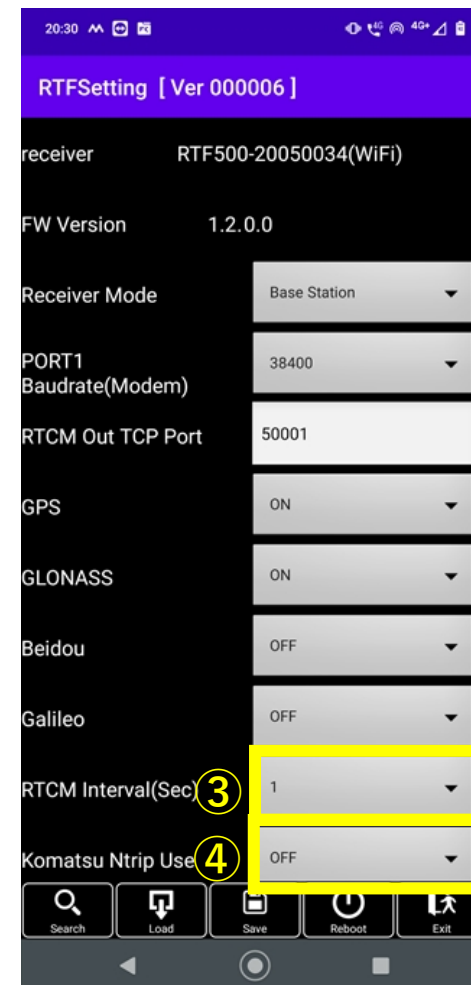 20:30
4G 4G+
RTFSetting [ Ver 000006 ]
receiver RTF500-20050034(WiFi)
FW Version 1.2.0.0
Receiver Mode Base Station
PORT1
Baudrate(Modem) 38400
RTCM Out TCP Port 50001
GPS ON
GLONASS ON
Beidou OFF
Galileo OFF
RTCM Interval(Sec) ③ 1
Komatsu Ntrip Use ④ OFF
Search Load Save Reboot Exit